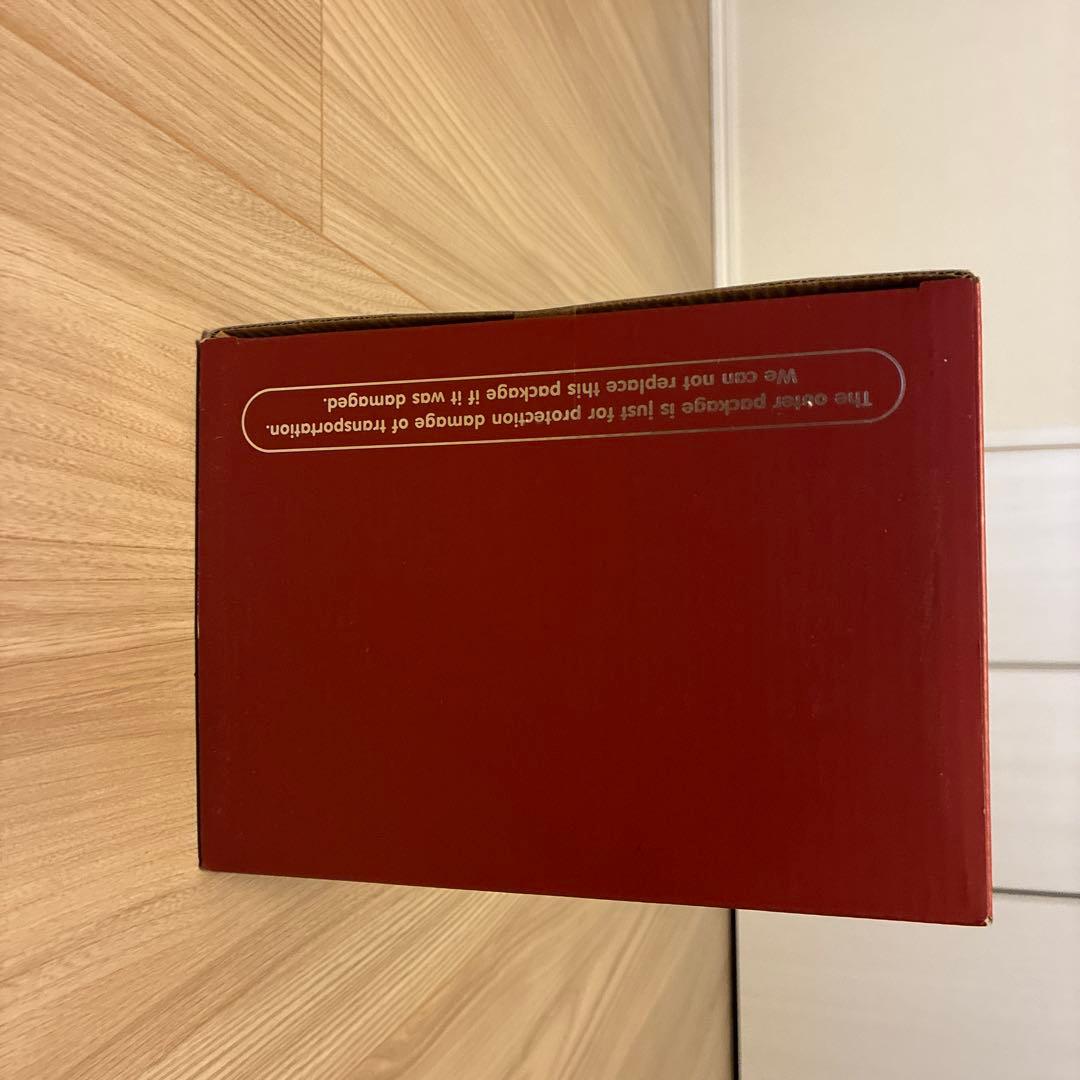 The outer package is just for protection damage of transportation.
We can not replace this package if it was damaged.